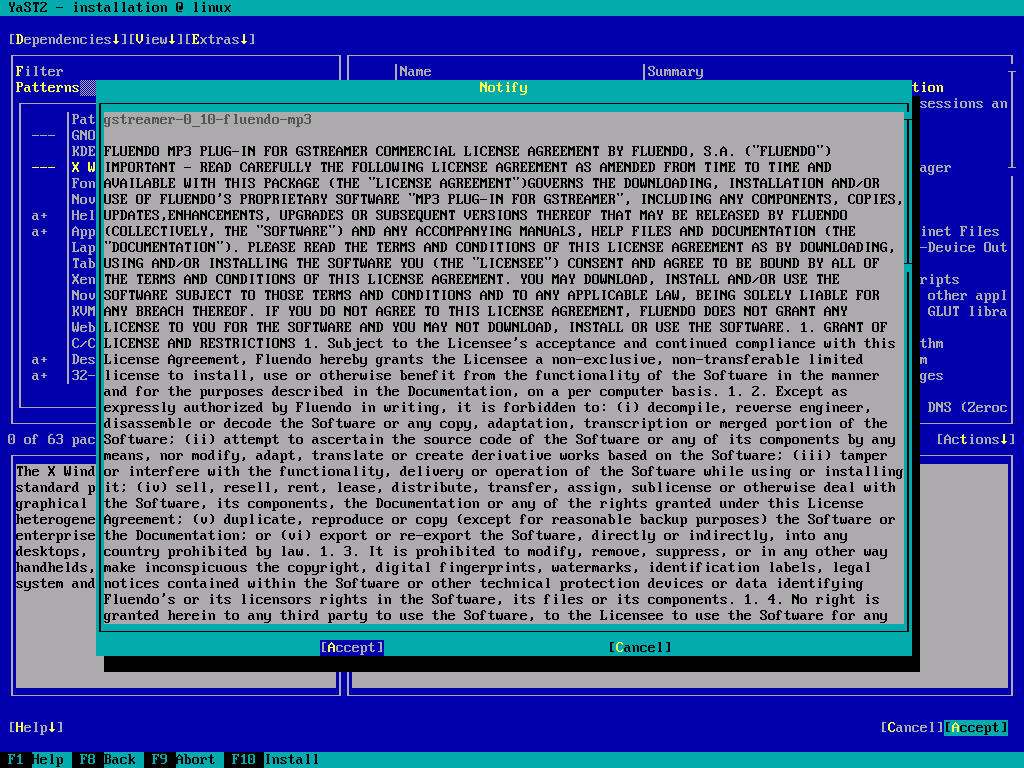 YaST2 - installation @ linux
[Dependencies↓][View↓][Extras↓]
Filter
Patterns
|Name |Summary
Notify
tion
sessions an
gstreamer-0_10-fluendo-mp3
Pat
--- GNO
KDE
--- X W
ager
Fon
Nov
a+ Hel
a+ App
inet Files
Lap
-Device Out
Tab
Xen
ripts
Nov
other appl
KVM
GLUT libra
Web
C/C
thm
a+ Des
m
a+ 32-
ges
DNS (Zeroc
FLUENDO MP3 PLUG-IN FOR GSTREAMER COMMERCIAL LICENSE AGREEMENT BY FLUENDO, S.A. ("FLUENDO")
IMPORTANT - READ CAREFULLY THE FOLLOWING LICENSE AGREEMENT AS AMENDED FROM TIME TO TIME AND
AVAILABLE WITH THIS PACKAGE (THE "LICENSE AGREEMENT")GOVERNS THE DOWNLOADING, INSTALLATION AND/OR
USE OF FLUENDO'S PROPRIETARY SOFTWARE "MP3 PLUG-IN FOR GSTREAMER", INCLUDING ANY COMPONENTS, COPIES,
UPDATES,ENHANCEMENTS, UPGRADES OR SUBSEQUENT VERSIONS THEREOF THAT MAY BE RELEASED BY FLUENDO
(COLLECTIVELY, THE "SOFTWARE") AND ANY ACCOMPANYING MANUALS, HELP FILES AND DOCUMENTATION (THE
"DOCUMENTATION"). PLEASE READ THE TERMS AND CONDITIONS OF THIS LICENSE AGREEMENT AS BY DOWNLOADING,
USING AND/OR INSTALLING THE SOFTWARE YOU (THE "LICENSEE") CONSENT AND AGREE TO BE BOUND BY ALL OF
THE TERMS AND CONDITIONS OF THIS LICENSE AGREEMENT. YOU MAY DOWNLOAD, INSTALL AND/OR USE THE
SOFTWARE SUBJECT TO THOSE TERMS AND CONDITIONS AND TO ANY APPLICABLE LAW, BEING SOLELY LIABLE FOR
ANY BREACH THEREOF. IF YOU DO NOT AGREE TO THIS LICENSE AGREEMENT, FLUENDO DOES NOT GRANT ANY
LICENSE TO YOU FOR THE SOFTWARE AND YOU MAY NOT DOWNLOAD, INSTALL OR USE THE SOFTWARE. 1. GRANT OF
LICENSE AND RESTRICTIONS 1. Subject to the Licensee's acceptance and continued compliance with this
License Agreement, Fluendo hereby grants the Licensee a non-exclusive, non-transferable limited
license to install, use or otherwise benefit from the functionality of the Software in the manner
and for the purposes described in the Documentation, on a per computer basis. 1. 2. Except as
expressly authorized by Fluendo in writing, it is forbidden to: (i) decompile, reverse engineer,
disassemble or decode the Software or any copy, adaptation, transcription or merged portion of the
Software; (ii) attempt to ascertain the source code of the Software or any of its components by any
means, nor modify, adapt, translate or create derivative works based on the Software; (iii) tamper
or interfere with the functionality, delivery or operation of the Software while using or installing
it; (iv) sell, resell, rent, lease, distribute, transfer, assign, sublicense or otherwise deal with
the Software, its components, the Documentation or any of the rights granted under this License
Agreement; (v) duplicate, reproduce or copy (except for reasonable backup purposes) the Software or
the Documentation; or (vi) export or re-export the Software, directly or indirectly, into any
country prohibited by law. 1. 3. It is prohibited to modify, remove, suppress, or in any other way
make inconspicuous the copyright, digital fingerprints, watermarks, identification labels, legal
notices contained within the Software or other technical protection devices or data identifying
Fluendo's or its licensors rights in the Software, its files or its components. 1. 4. No right is
granted herein to any third party to use the Software, to the Licensee to use the Software for any
0 of 63 pac
[Actions↓]
The X Wind
standard p
graphical
heterogene
enterprise
desktops,
handhelds,
system and
[Accept] [Cancel]
[Help↓] [Cancel][Accept]
F1 Help F8 Back F9 Abort F10 Install